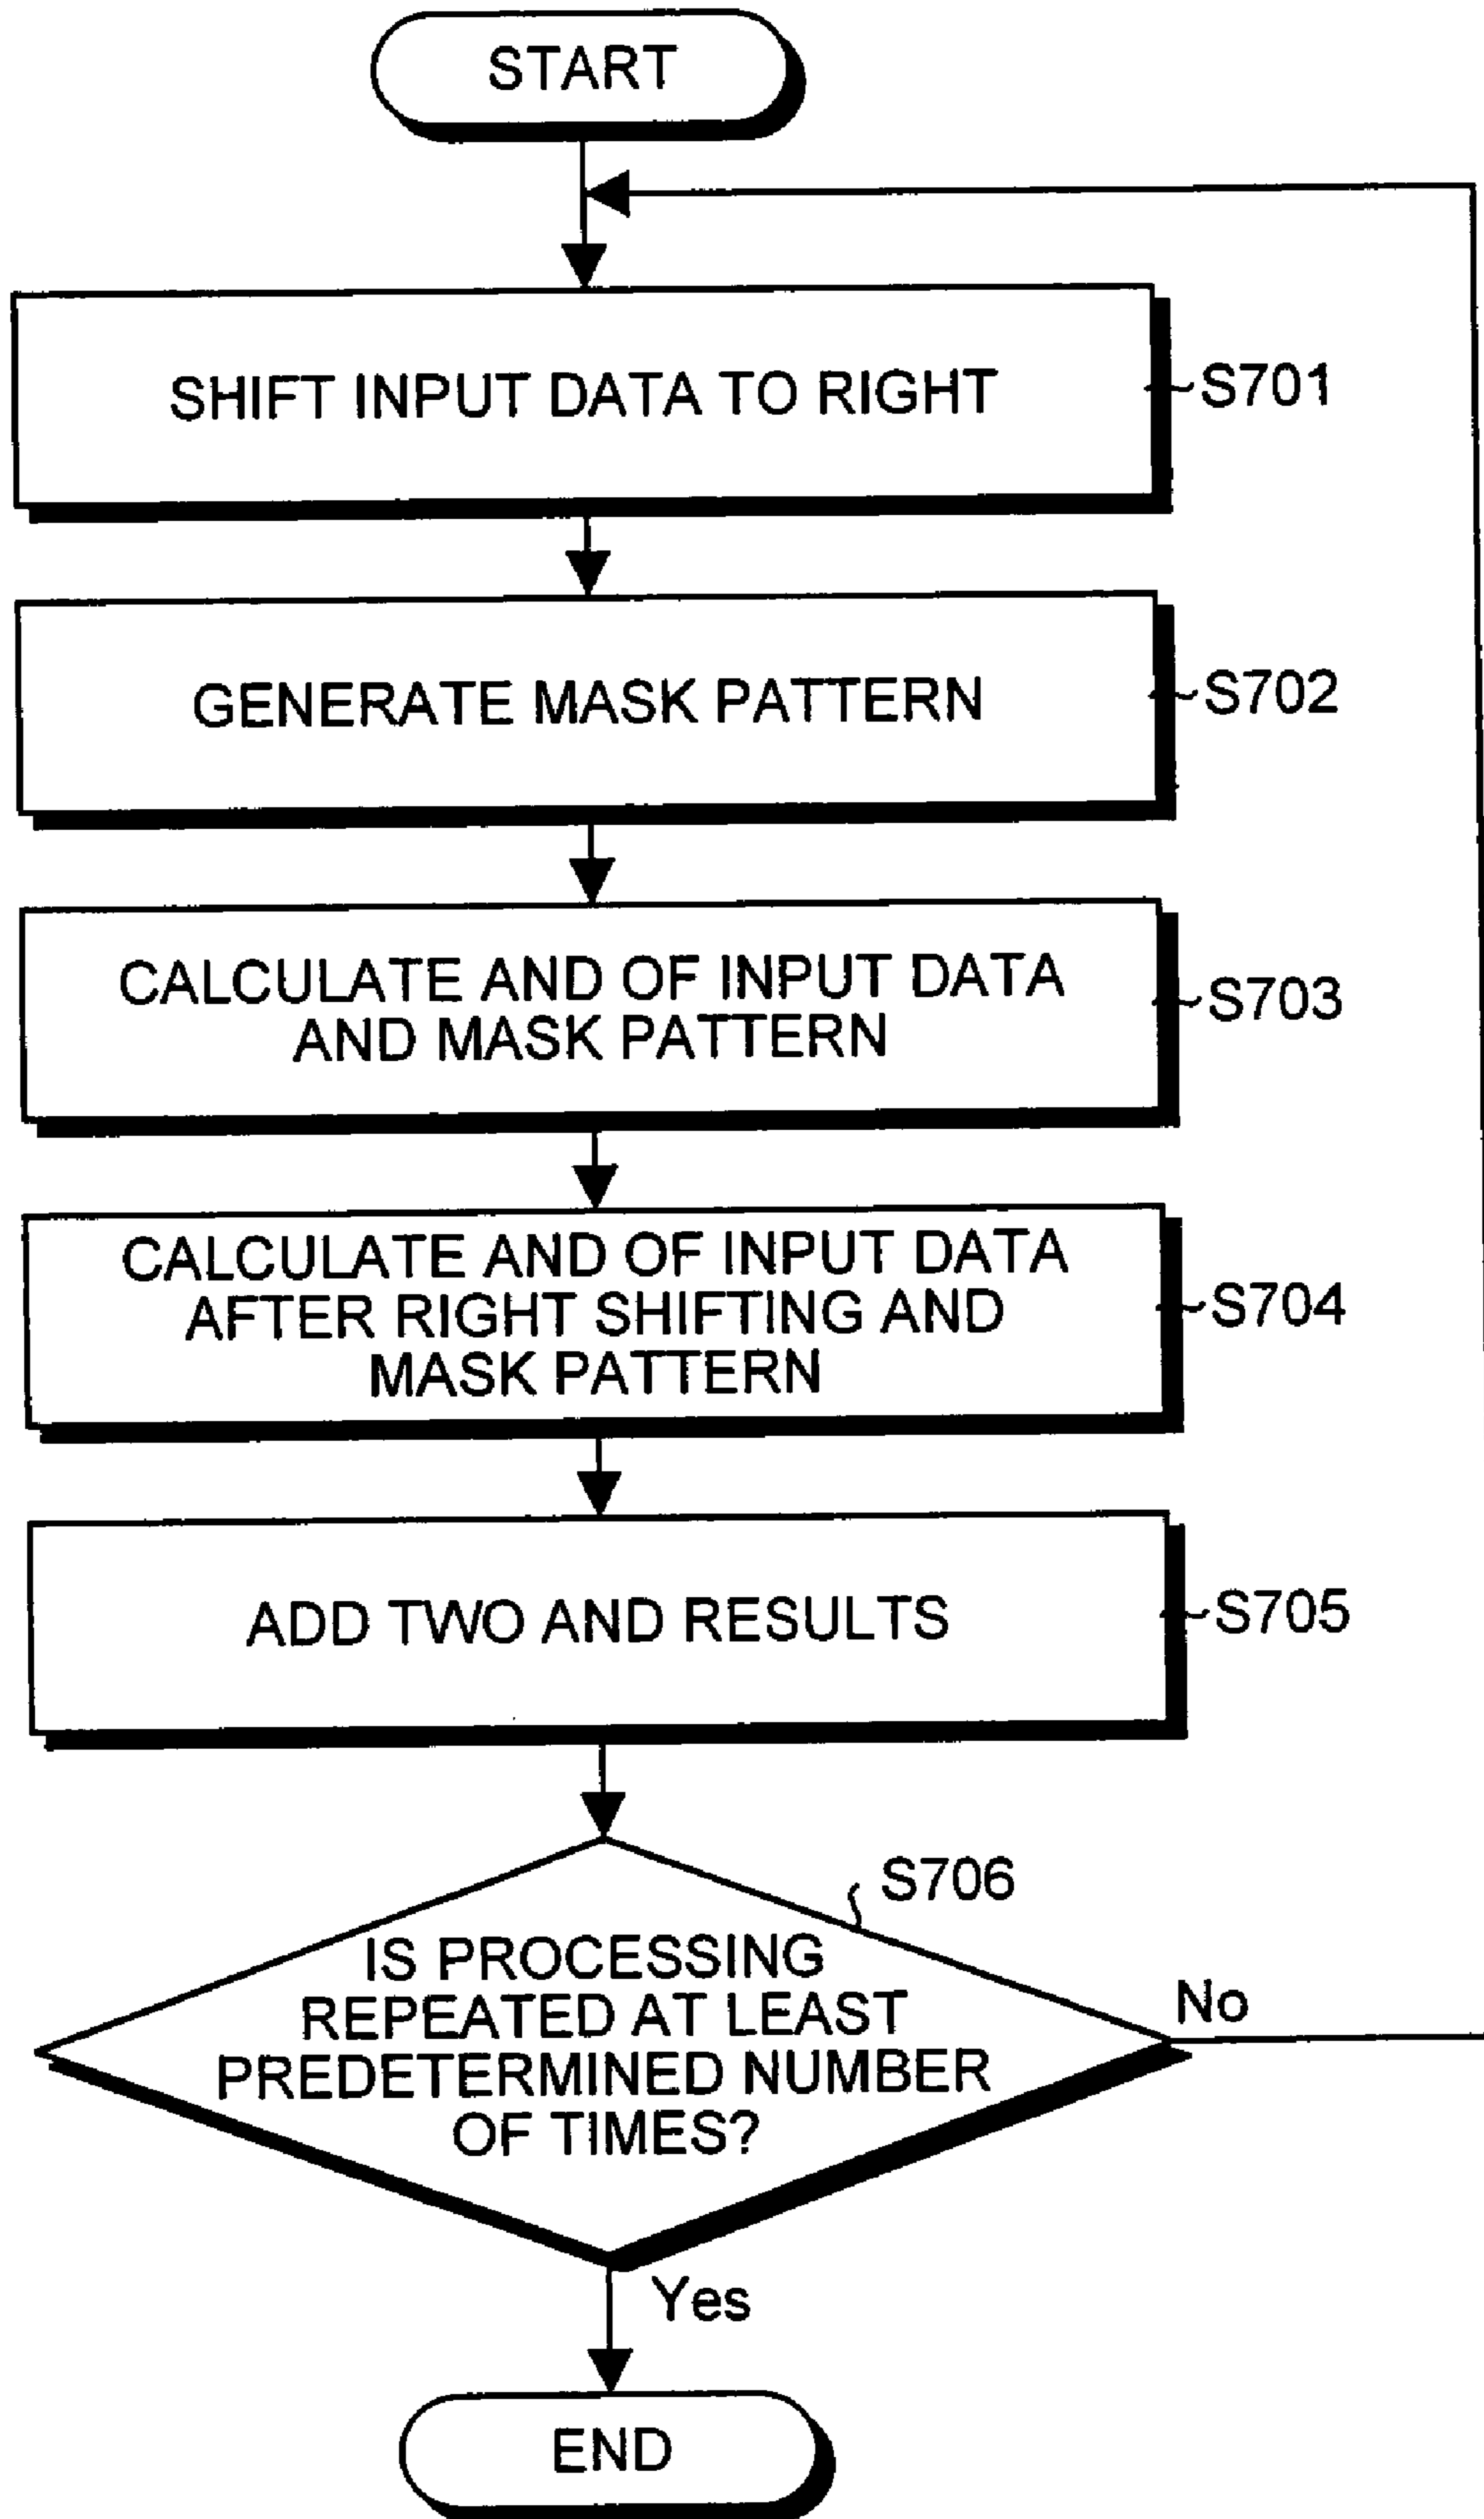 START
SHIFT INPUT DATA TO RIGHT
S701
GENERATE MASK PATTERN
S702
CALCULATE AND OF INPUT DATA
AND MASK PATTERN
S703
CALCULATE AND OF INPUT DATA
AFTER RIGHT SHIFTING AND
MASK PATTERN
S704
ADD TWO AND RESULTS
S705
S706
IS PROCESSING
REPEATED AT LEAST
PREDETERMINED NUMBER
OF TIMES?
No
Yes
END